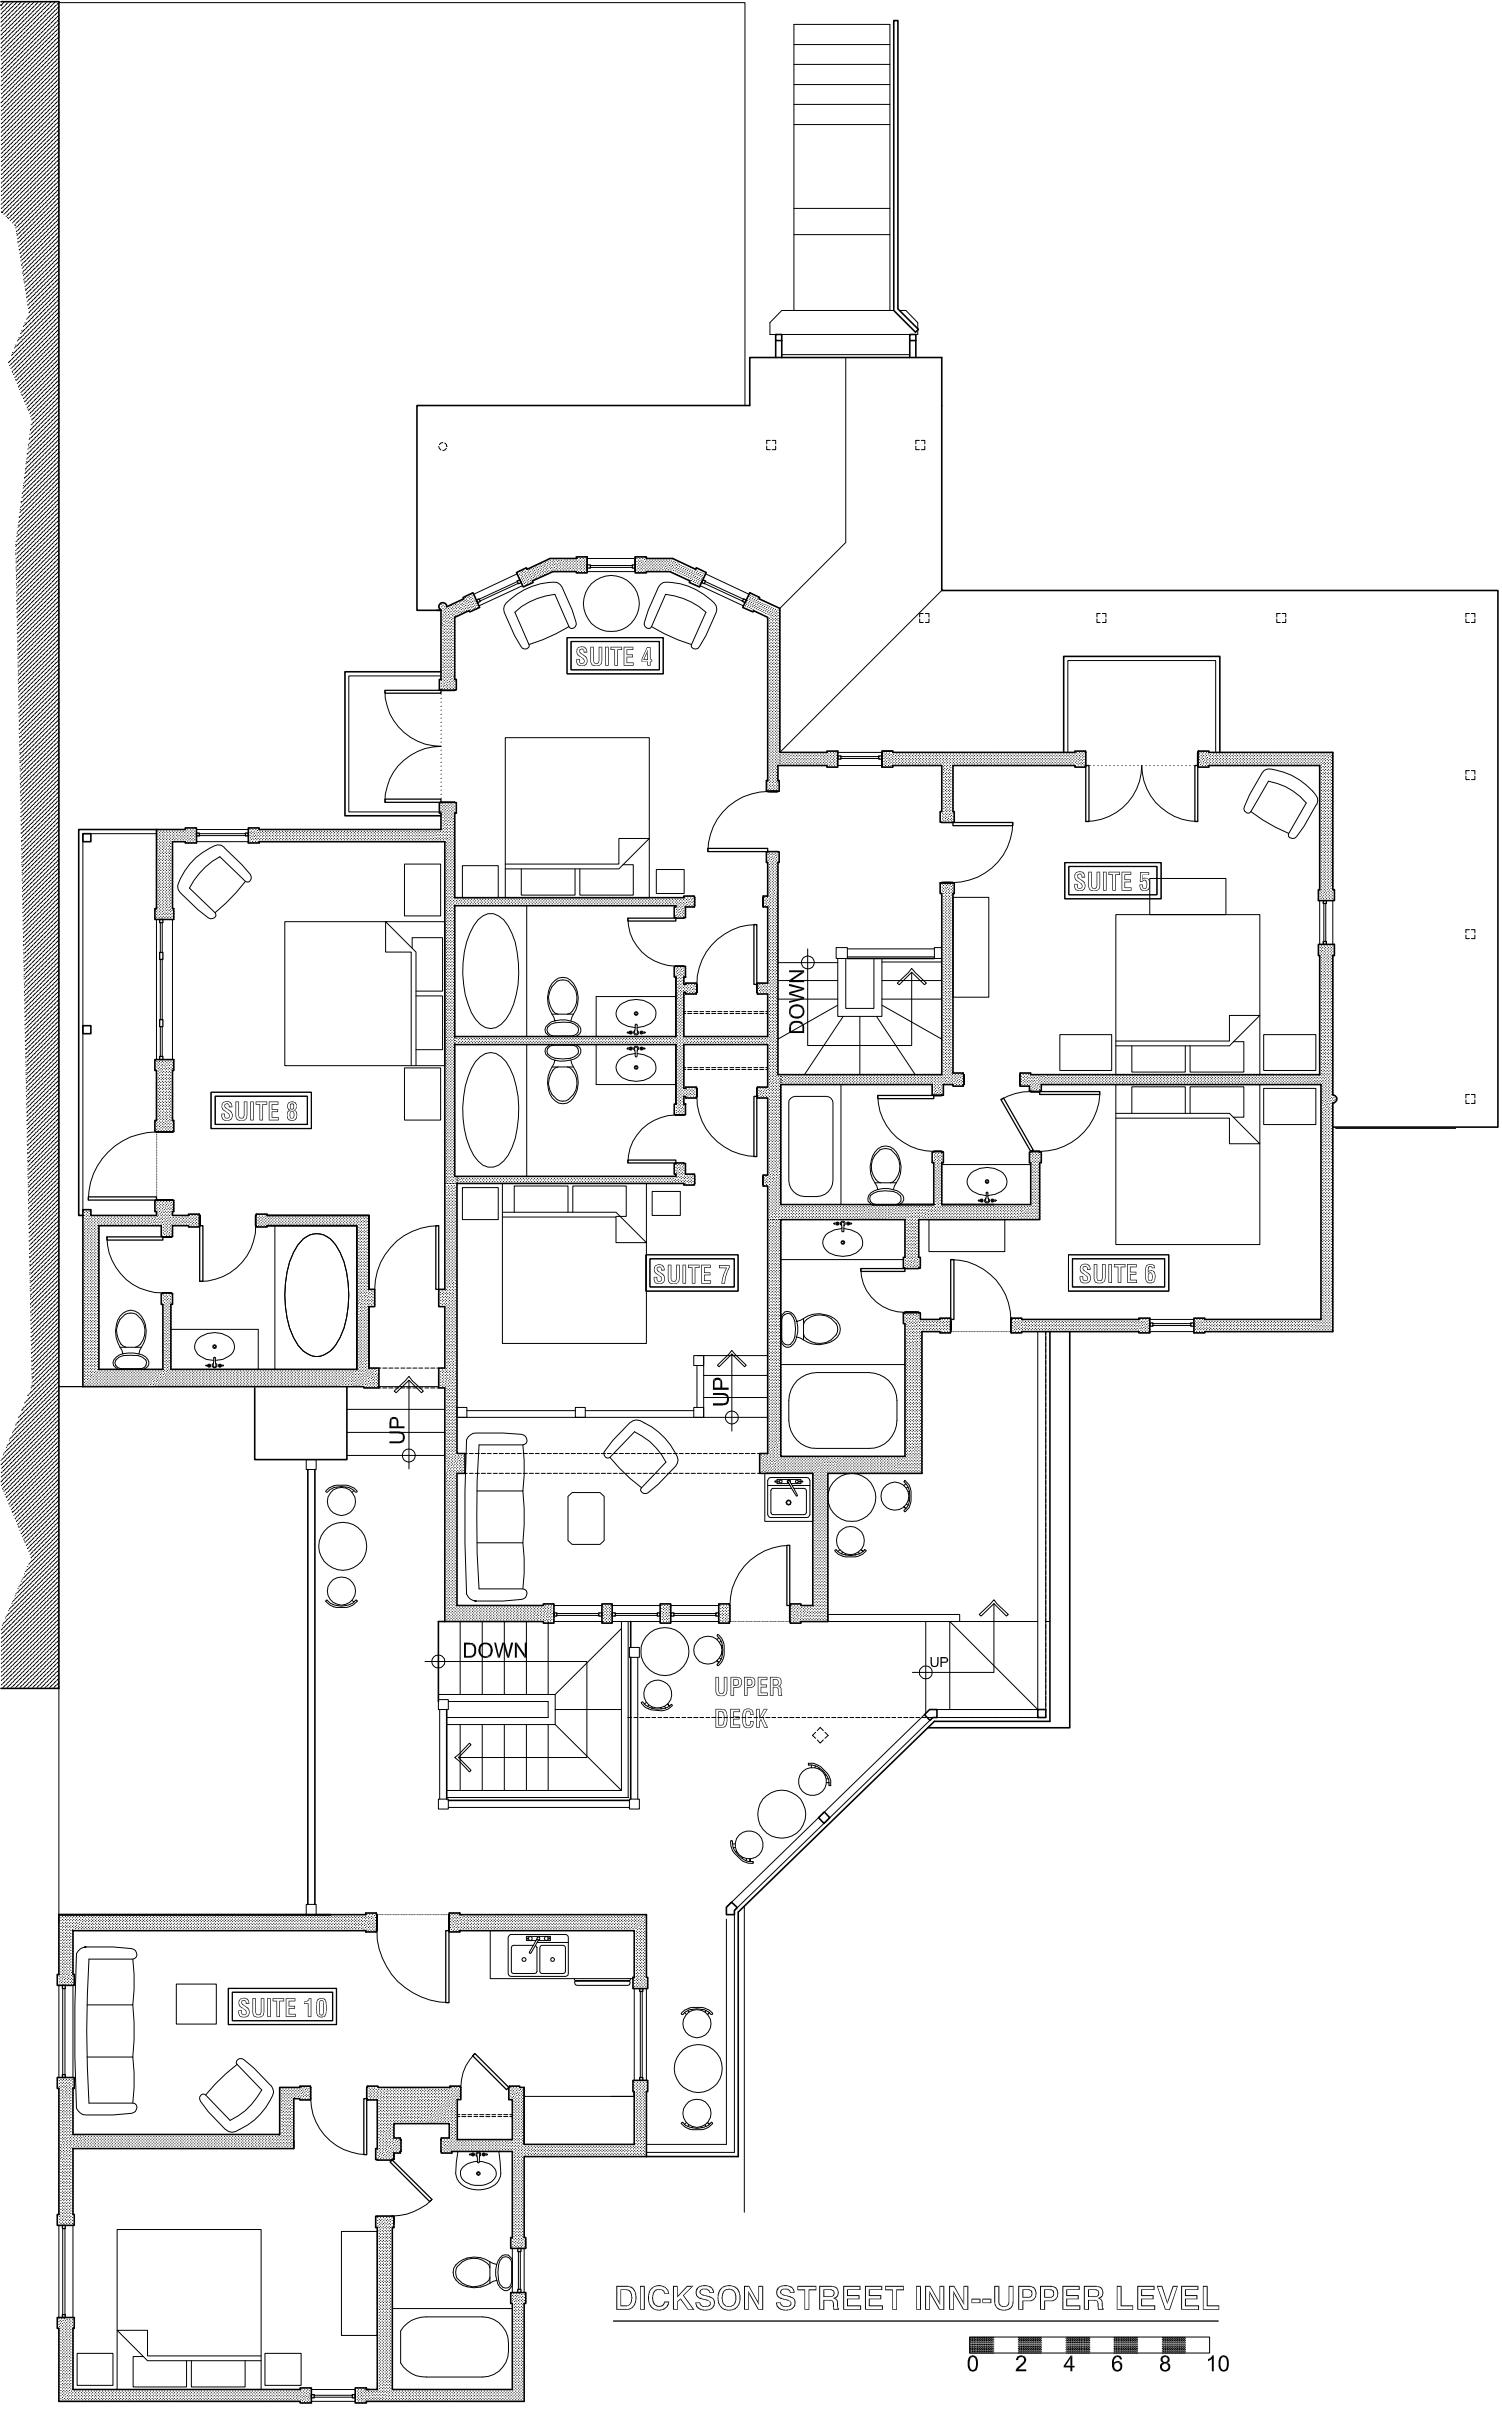 SUITE 4
SUITE 5
DOWN
SUITE 8
SUITE 7
SUITE 6
UP
UP
DOWN
UP
UPPER
DECK
SUITE 10
DICKSON STREET INN--UPPER LEVEL
0 2 4 6 8 10